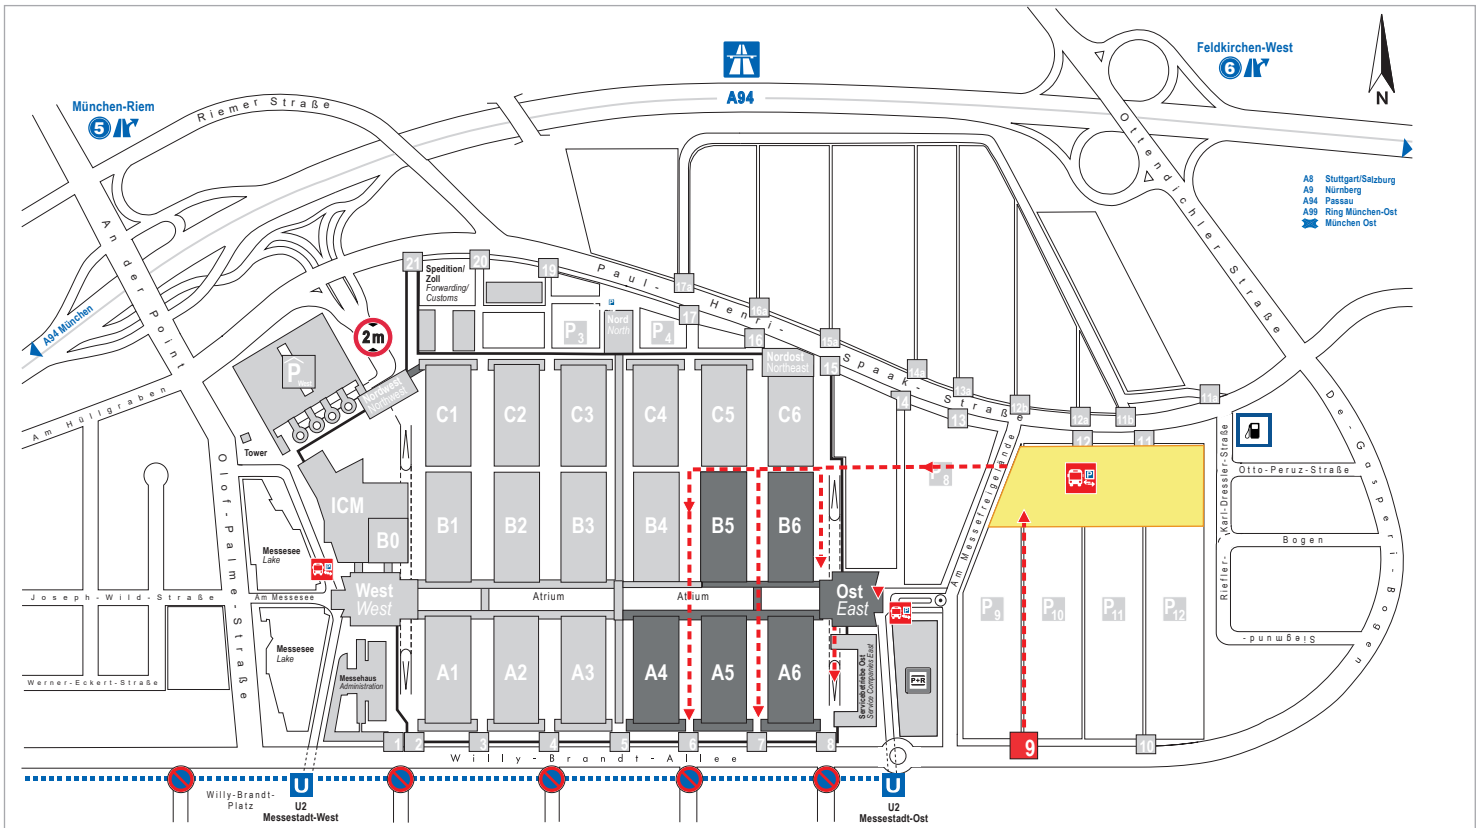 A94
Feldkirchen-West
6
N
München-Riem
5
Riemer Straße
Ottendichler Straße
A8 Stuttgart/Salzburg
A9 Nürnberg
A94 Passau
A99 Ring München-Ost
München Ost
An der Point
A94 München
2m
21
20
19
Spedition/
Zoll
Forwarding/
Customs
Paul-Henri-Spaak-Straße
17a
16a
15a
14a
13a
12b
12a
11b
11a
17
16
15
14
13
12
11
P
P3
Nord
North
P4
Nordost
Northeast
P
West
Nordwest
Northwest
Am Hüllgraben
Tower
Olof-Palme-Straße
C1
C2
C3
C4
C5
C6
ICM
B0
B1
B2
B3
B4
B5
B6
P8
Am Messefreigelände
P
Karl-Dressler-Straße
Otto-Peruz-Straße
Bogen
Riefler-
Siegmund-
De-Gasperi-Bogen
Messesee
Lake
P
Joseph-Wild-Straße
Am Messesee
West
West
Atrium
Atrium
Ost
East
P
P9
P10
P11
P12
Messesee
Lake
Werner-Eckert-Straße
Messehaus
Administration
A1
A2
A3
A4
A5
A6
Servicebetriebe Ost
Service Companies East
P+R
1
2
3
4
5
6
7
8
9
10
Willy-Brandt-Allee
Willy-Brandt-
Platz
U
U2
Messestadt-West
U
U2
Messestadt-Ost